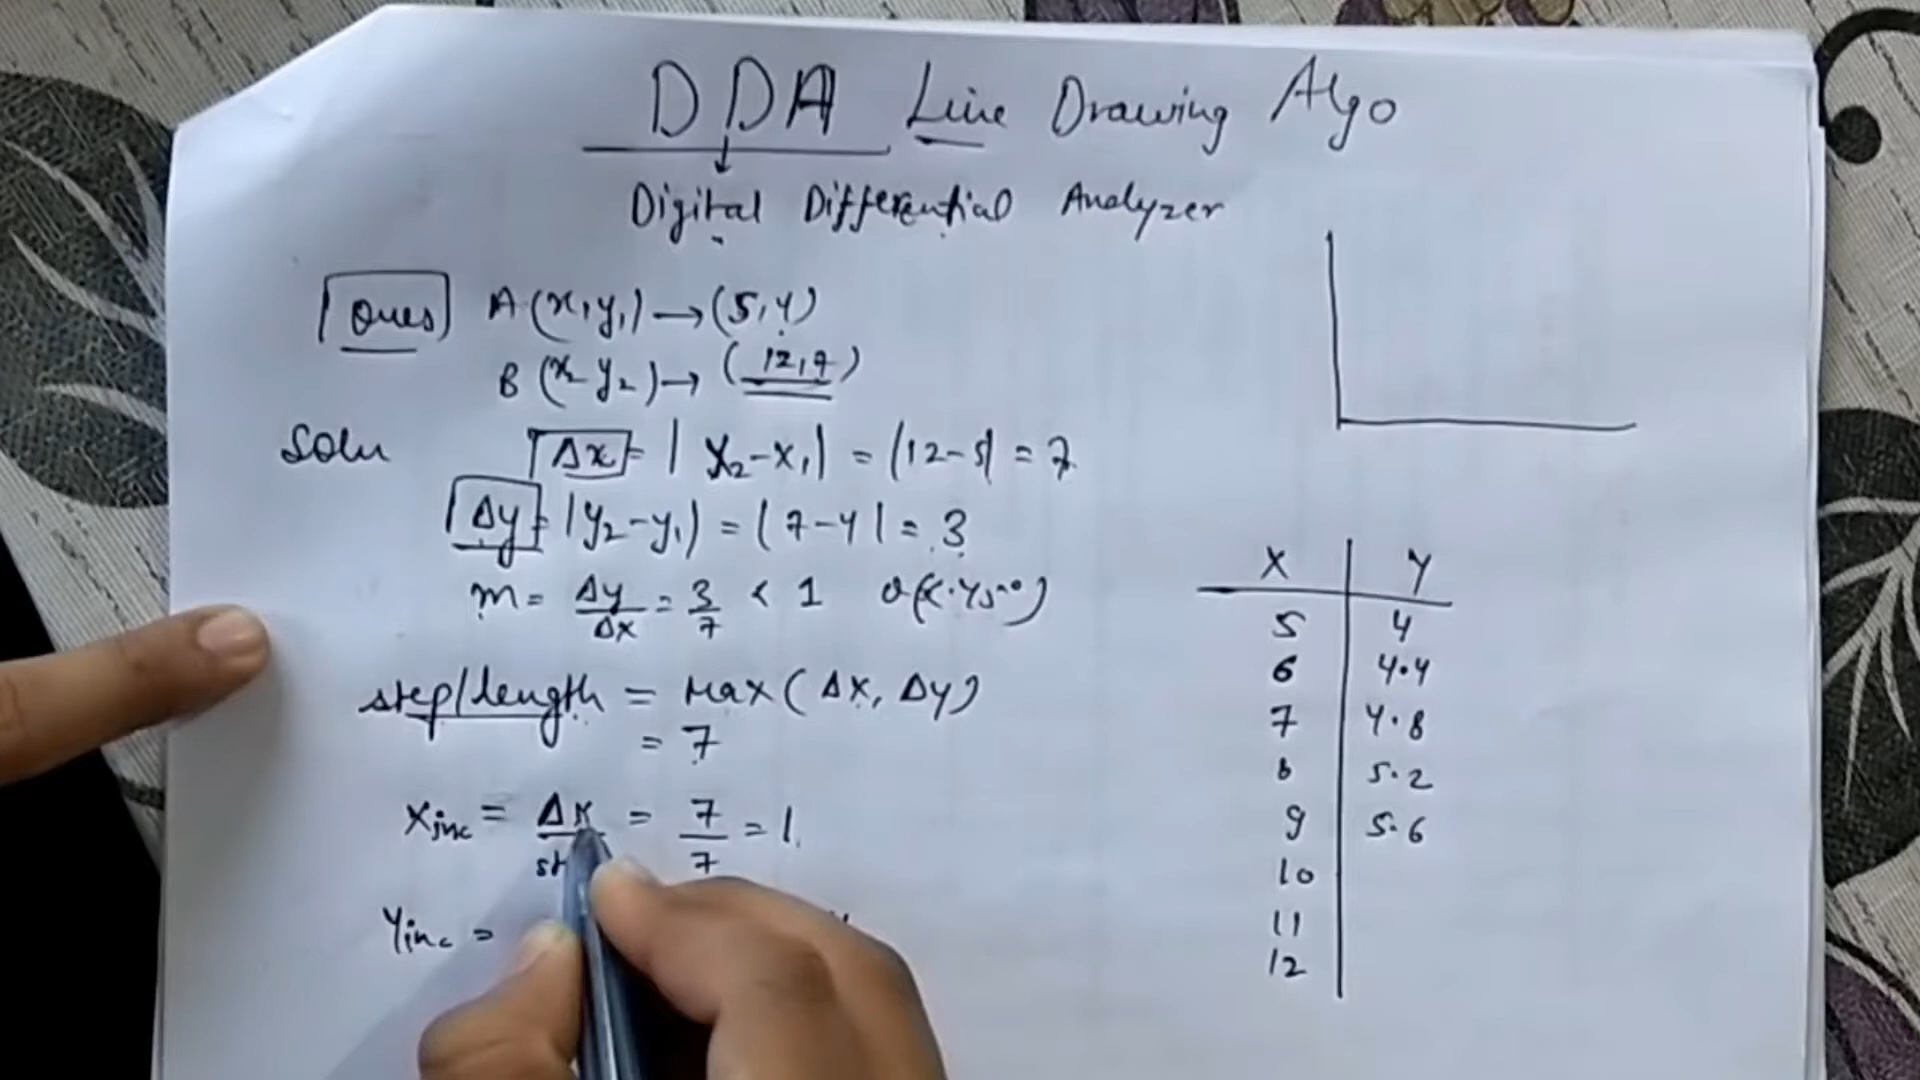 DDA Line Drawing Algo
Digital Differential Analyzer
Ques A (x1 y1) → (5,4)
B (x2 y2) → (12,7)
Solu Δx = |x2-x1| = |12-5| = 7
Δy = |y2-y1) = |7-4| = 3
m = Δy/Δx = 3/7 < 1
step/length = Max (Δx, Δy)
= 7
Xinc = Δx = 7/7 = 1
Yinc =
X Y
5 4
6 4.4
7 4.8
8 5.2
9 5.6
10
11
12